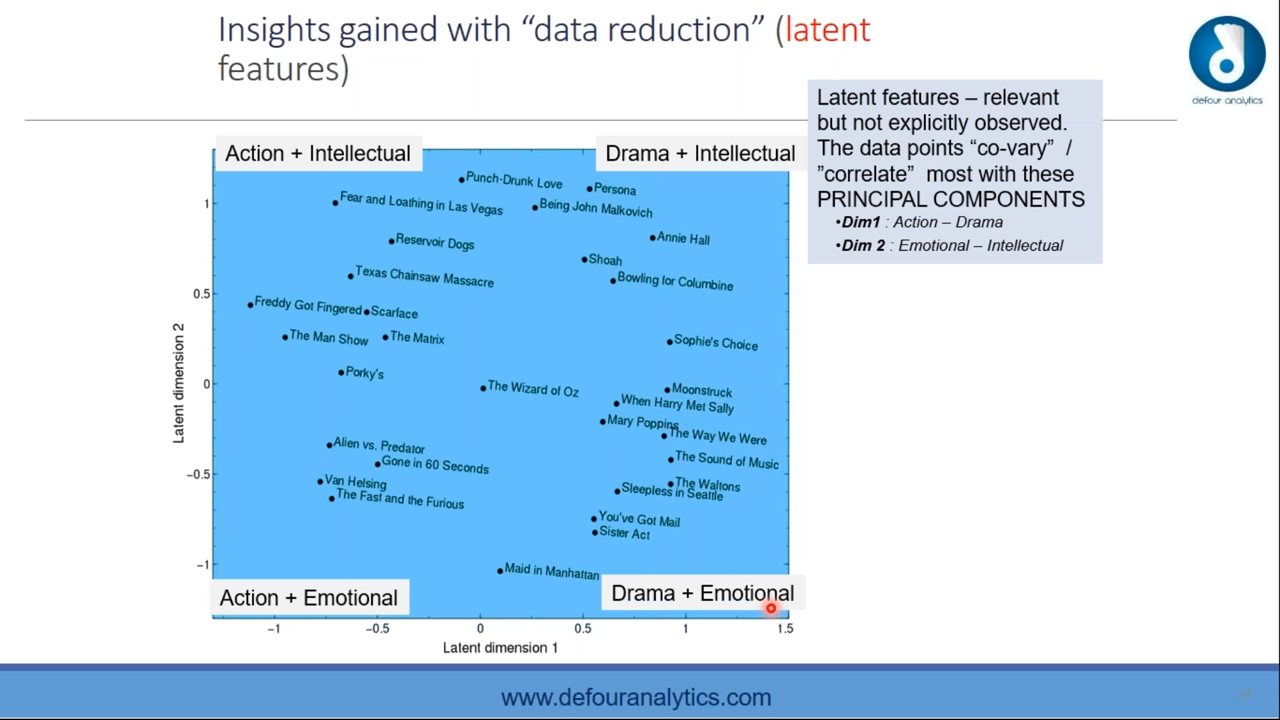 Insights gained with “data reduction” (latent
features)
defour analytics
Latent features – relevant
but not explicitly observed.
The data points “co-vary” /
”correlate” most with these
PRINCIPAL COMPONENTS
•Dim1 : Action – Drama
•Dim 2 : Emotional – Intellectual
Action + Intellectual
Drama + Intellectual
Punch-Drunk Love
Persona
Fear and Loathing in Las Vegas
Being John Malkovich
Annie Hall
Reservoir Dogs
Shoah
Texas Chainsaw Massacre
Bowling for Columbine
Freddy Got Fingered
Scarface
The Man Show
The Matrix
Sophie's Choice
Porky's
The Wizard of Oz
Moonstruck
When Harry Met Sally
Mary Poppins
The Way We Were
Alien vs. Predator
Gone in 60 Seconds
The Sound of Music
Van Helsing
The Waltons
Sleepless in Seattle
The Fast and the Furious
You've Got Mail
Sister Act
Maid in Manhattan
Action + Emotional
Drama + Emotional
1
0.5
0
−0.5
−1
Latent dimension 2
−1
−0.5
0
0.5
1
1.5
Latent dimension 1
www.defouranalytics.com